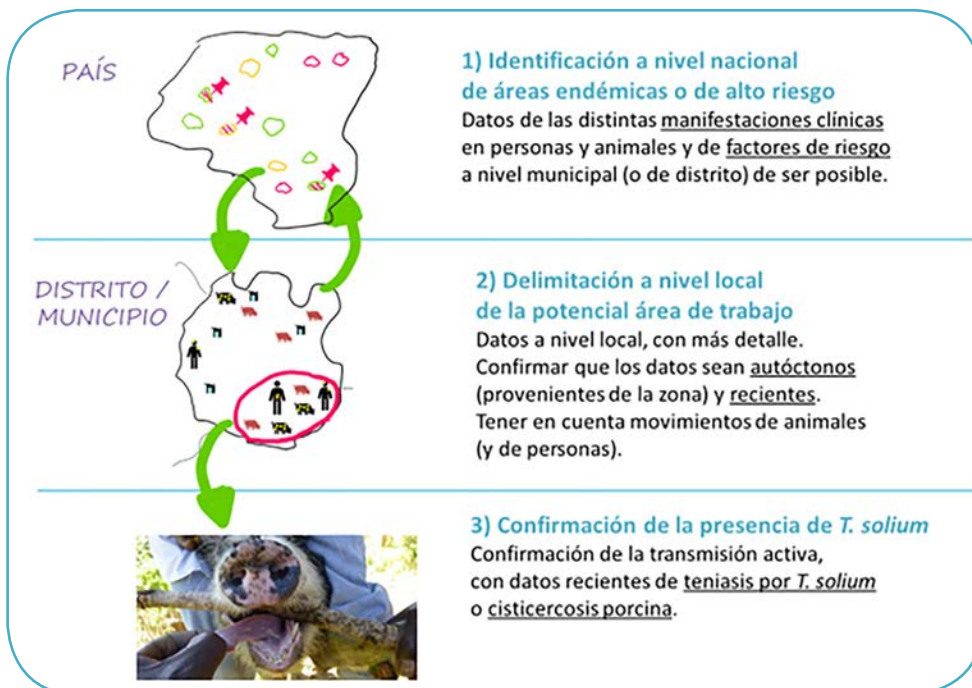 PAÍS
1) Identificación a nivel nacional
de áreas endémicas o de alto riesgo
Datos de las distintas manifestaciones clínicas
en personas y animales y de factores de riesgo
a nivel municipal (o de distrito) de ser posible.
DISTRITO /
MUNICIPIO
2) Delimitación a nivel local
de la potencial área de trabajo
Datos a nivel local, con más detalle.
Confirmar que los datos sean autóctonos
(provenientes de la zona) y recientes.
Tener en cuenta movimientos de animales
(y de personas).
3) Confirmación de la presencia de T. solium
Confirmación de la transmisión activa,
con datos recientes de teniasis por T. solium
o cisticercosis porcina.